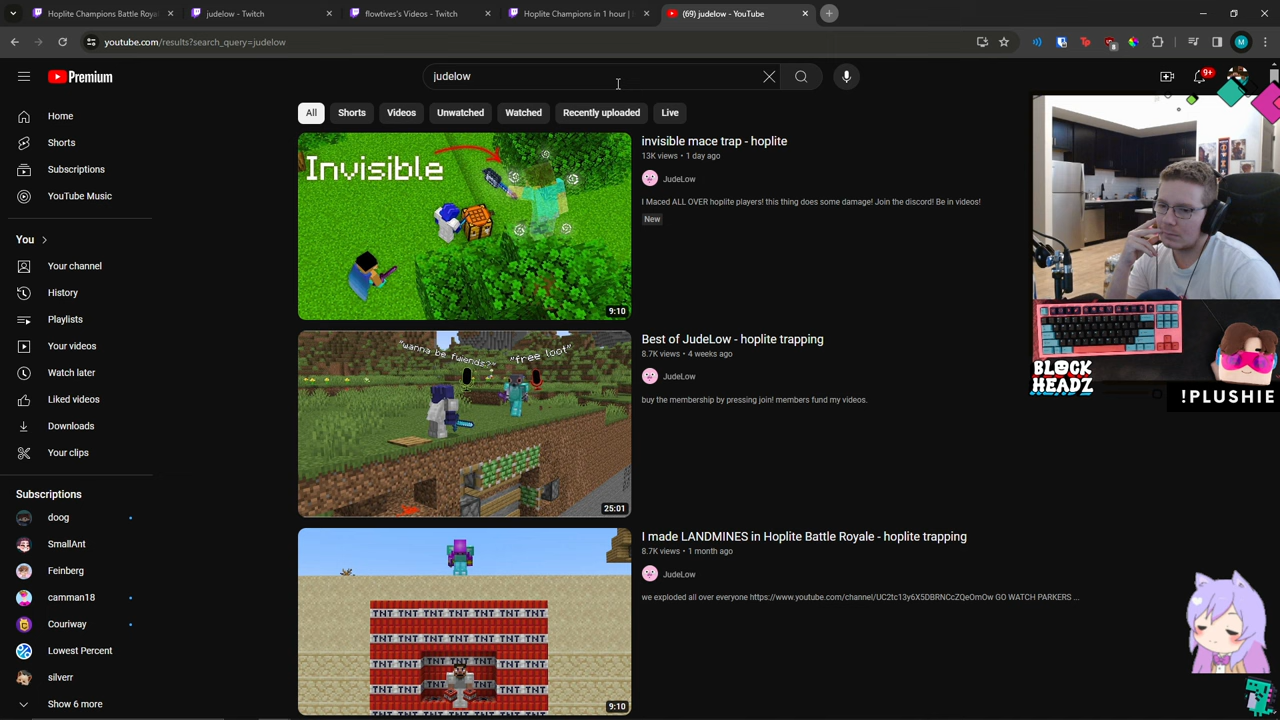 Hoplite Champions Battle Royal
judelow - Twitch
flowtives's Videos - Twitch
Hoplite Champions in 1 hour |
(69) judelow - YouTube
youtube.com/results?search_query=judelow
M
Premium
judelow
9+
All
Shorts
Videos
Unwatched
Watched
Recently uploaded
Live
Home
Shorts
Subscriptions
YouTube Music
You
Your channel
History
Playlists
Your videos
Watch later
Liked videos
Downloads
Your clips
Subscriptions
doog
SmallAnt
Feinberg
camman18
Couriway
Lowest Percent
silverr
Show 6 more
Invisible
9:10
invisible mace trap - hoplite
13K views • 1 day ago
JudeLow
I Maced ALL OVER hoplite players! this thing does some damage! Join the discord! Be in videos!
New
"wanna be fwiends?"
"free loot"
25:01
Best of JudeLow - hoplite trapping
8.7K views • 4 weeks ago
JudeLow
buy the membership by pressing join! members fund my videos.
TNT TNT TNT TNT TNT TNT
TNT TNT TNT TNT TNT TNT
TNT TNT TNT TNT TNT TNT
9:10
I made LANDMINES in Hoplite Battle Royale - hoplite trapping
8.7K views • 1 month ago
JudeLow
we exploded all over everyone https://www.youtube.com/channel/UC2tc13y6X5DBRNCcZQeOmOw GO WATCH PARKERS ...
BLOCK
HEADZ
!PLUSHIE